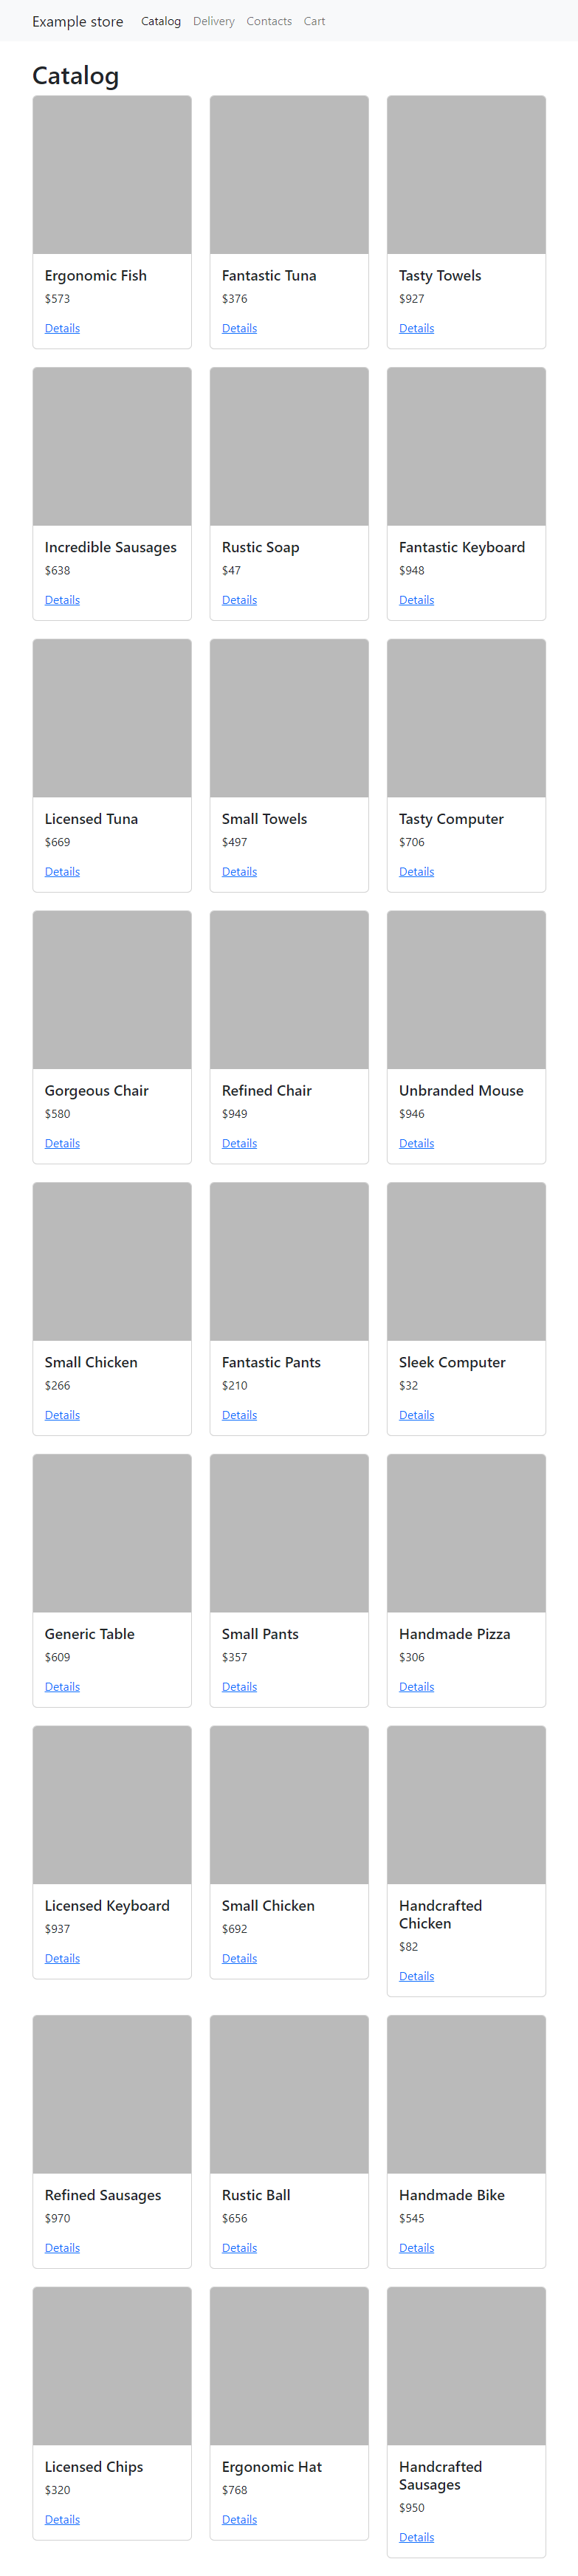 Example store Catalog Delivery Contacts Cart
Catalog
Ergonomic Fish
$573
Details
Fantastic Tuna
$376
Details
Tasty Towels
$927
Details
Incredible Sausages
$638
Details
Rustic Soap
$47
Details
Fantastic Keyboard
$948
Details
Licensed Tuna
$669
Details
Small Towels
$497
Details
Tasty Computer
$706
Details
Gorgeous Chair
$580
Details
Refined Chair
$949
Details
Unbranded Mouse
$946
Details
Small Chicken
$266
Details
Fantastic Pants
$210
Details
Sleek Computer
$32
Details
Generic Table
$609
Details
Small Pants
$357
Details
Handmade Pizza
$306
Details
Licensed Keyboard
$937
Details
Small Chicken
$692
Details
Handcrafted
Chicken
$82
Details
Refined Sausages
$970
Details
Rustic Ball
$656
Details
Handmade Bike
$545
Details
Licensed Chips
$320
Details
Ergonomic Hat
$768
Details
Handcrafted
Sausages
$950
Details